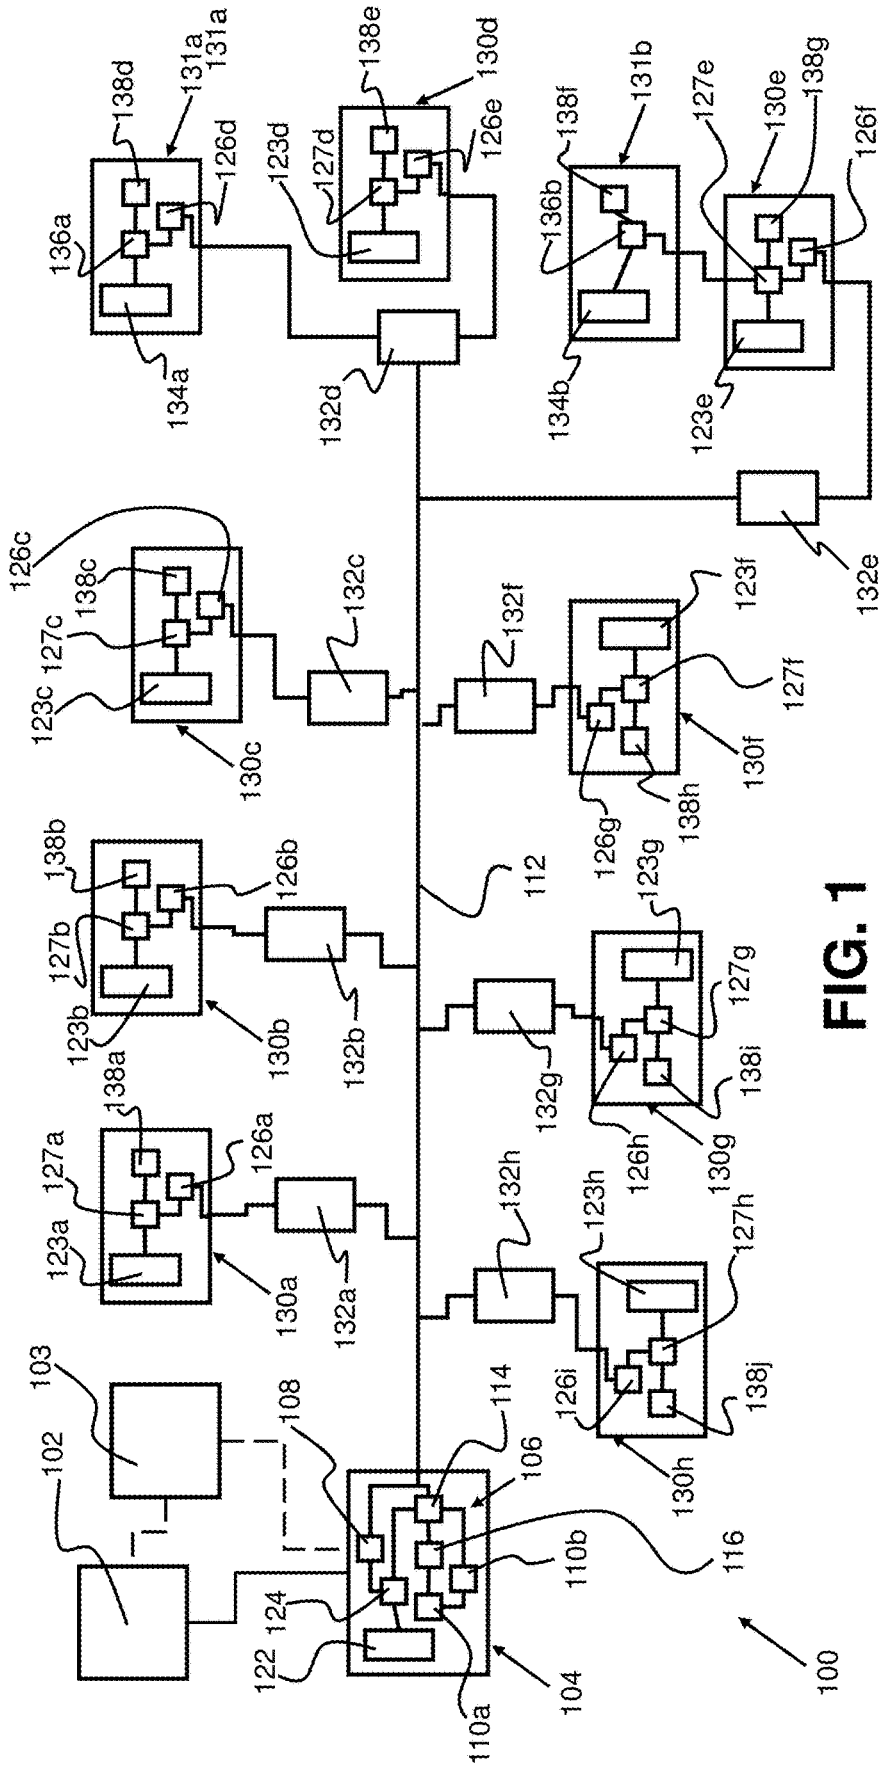 102
103
123a
127a
138a
123b
127b
138b
123c
127c
138c
126c
136a
138d
131a
131a
126d
134a
123d
127d
138e
130d
126e
108
130a
126a
130b
126b
130c
132a
132b
132c
132d
122
124
114
106
110b
110a
104
116
112
132h
132g
132f
134b
136b
138f
131b
127e
123e
130e
138g
126f
132e
126i
123h
127h
138j
130h
126h
123g
127g
138i
130g
126g
123f
127f
138h
130f
100
FIG. 1